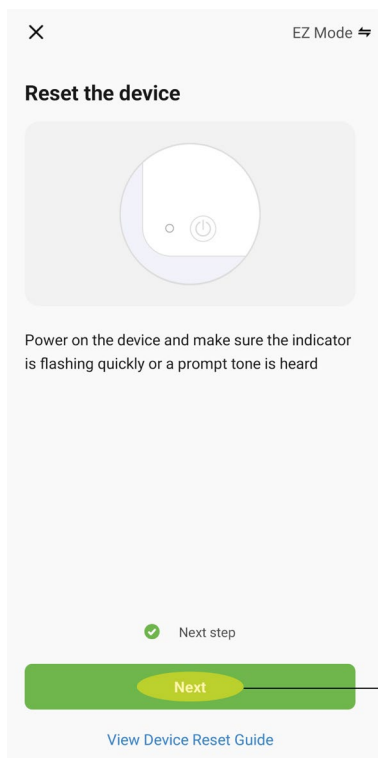 EZ Mode
Reset the device
Power on the device and make sure the indicator
is flashing quickly or a prompt tone is heard
Next step
Next
View Device Reset Guide